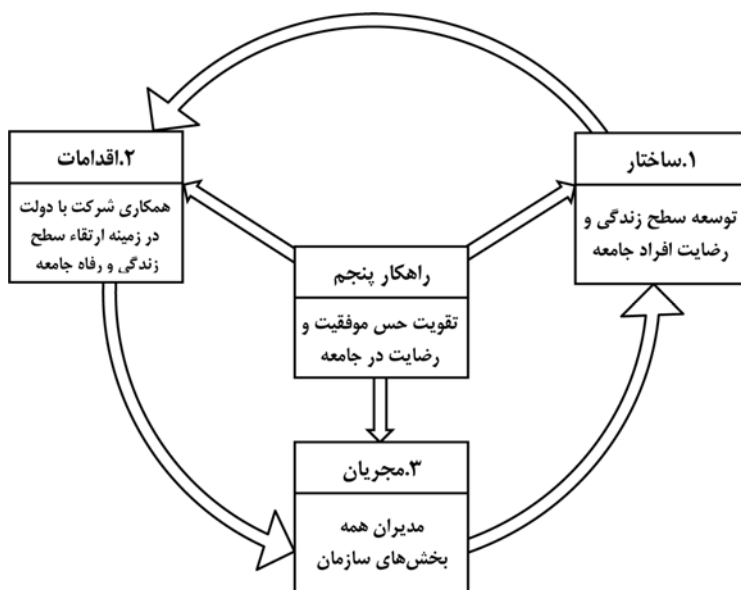 ۱.ساختار
توسعه سطح زندگی و
رضایت افراد جامعه
۲.اقدامات
همکاری شرکت با دولت
در زمینه ارتقاء سطح
زندگی و رفاه جامعه
راهکار پنجم
تقویت حس موفقیت و
رضایت در جامعه
۳.مجریان
مدیران همه
بخش‌های سازمان